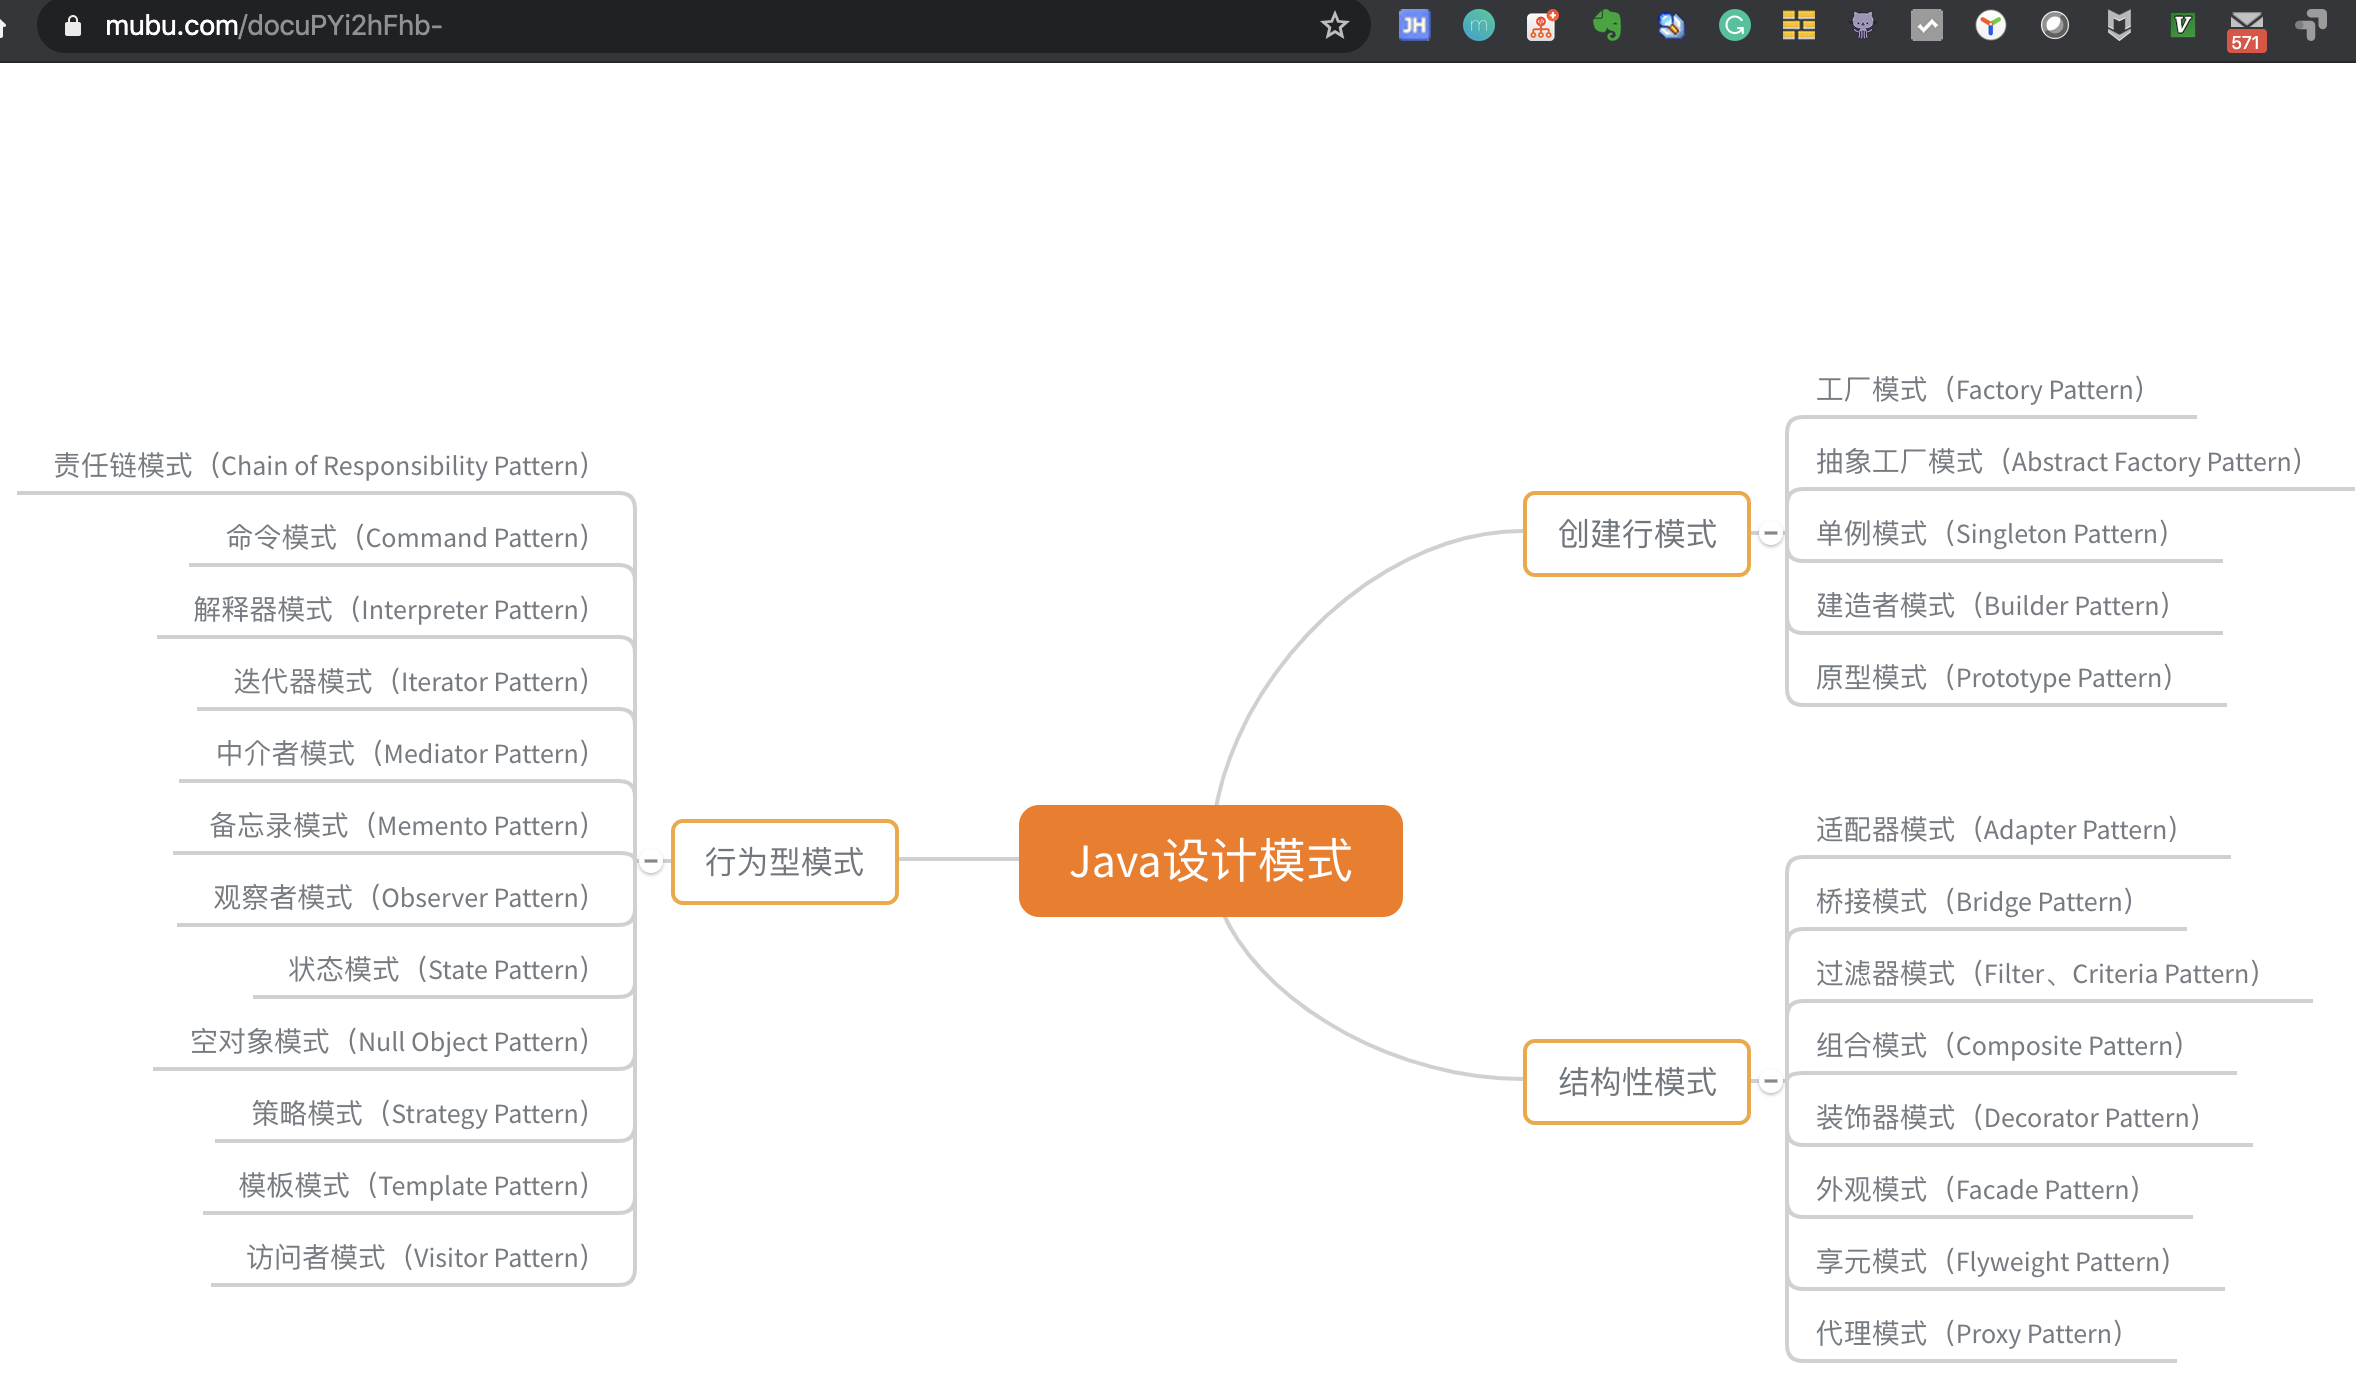 mubu.com/docuPYi2hFhb-
JH
m
G
V
571
Java设计模式
创建行模式
工厂模式（Factory Pattern）
抽象工厂模式（Abstract Factory Pattern）
单例模式（Singleton Pattern）
建造者模式（Builder Pattern）
原型模式（Prototype Pattern）
结构性模式
适配器模式（Adapter Pattern）
桥接模式（Bridge Pattern）
过滤器模式（Filter、Criteria Pattern）
组合模式（Composite Pattern）
装饰器模式（Decorator Pattern）
外观模式（Facade Pattern）
享元模式（Flyweight Pattern）
代理模式（Proxy Pattern）
行为型模式
责任链模式（Chain of Responsibility Pattern）
命令模式（Command Pattern）
解释器模式（Interpreter Pattern）
迭代器模式（Iterator Pattern）
中介者模式（Mediator Pattern）
备忘录模式（Memento Pattern）
观察者模式（Observer Pattern）
状态模式（State Pattern）
空对象模式（Null Object Pattern）
策略模式（Strategy Pattern）
模板模式（Template Pattern）
访问者模式（Visitor Pattern）